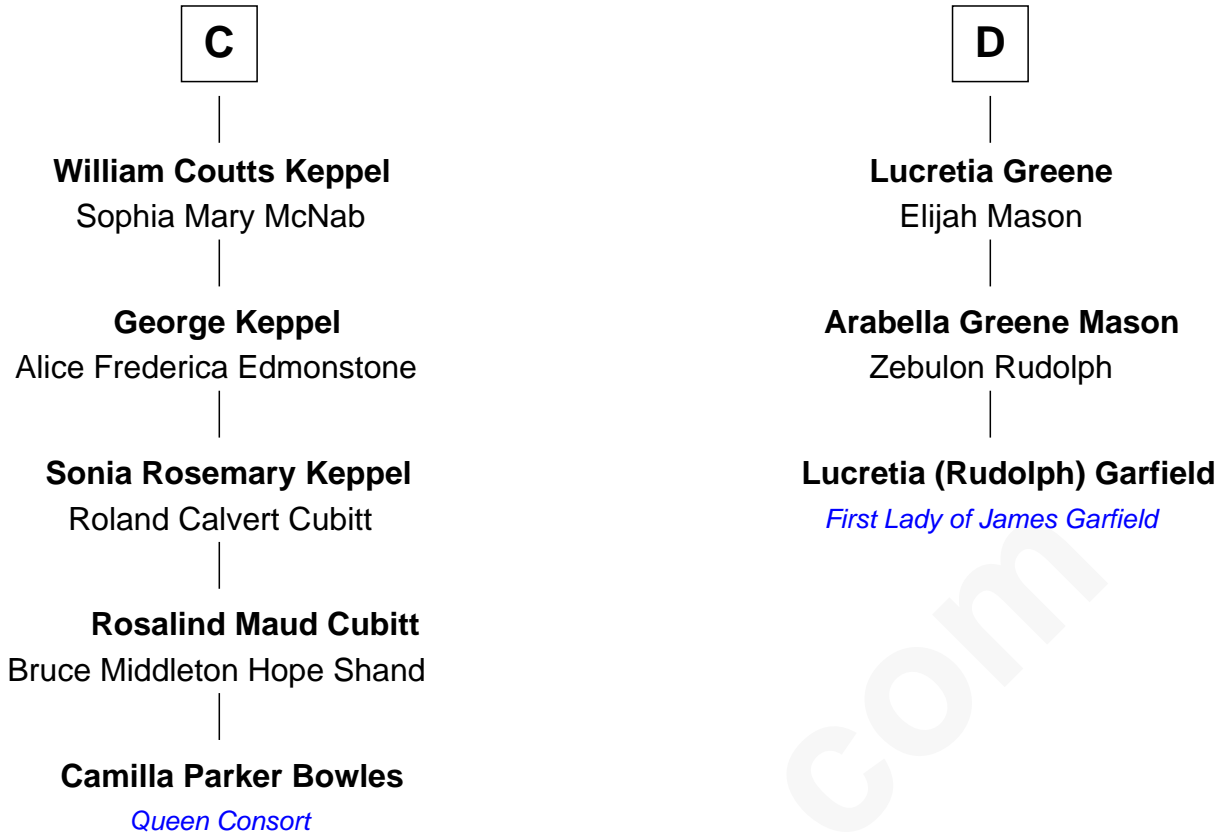 C
William Coutts Keppel
Sophia Mary McNab
George Keppel
Alice Frederica Edmonstone
Sonia Rosemary Keppel
Roland Calvert Cubitt
Rosalind Maud Cubitt
Bruce Middleton Hope Shand
Camilla Parker Bowles
Queen Consort
D
Lucretia Greene
Elijah Mason
Arabella Greene Mason
Zebulon Rudolph
Lucretia (Rudolph) Garfield
First Lady of James Garfield
com